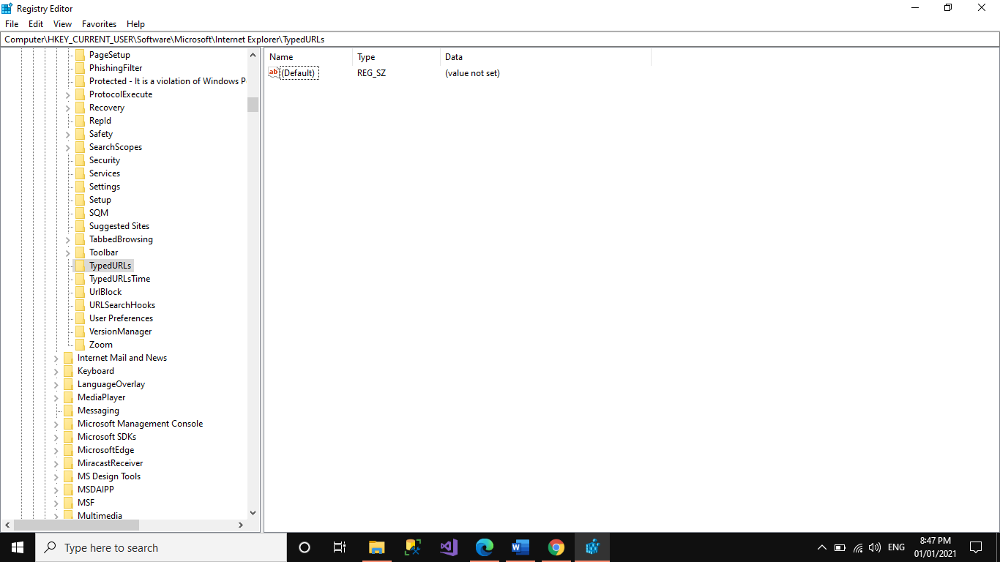 Registry Editor
File Edit View Favorites Help
Computer\HKEY_CURRENT_USER\Software\Microsoft\Internet Explorer\TypedURLs
PageSetup
PhishingFilter
Protected - It is a violation of Windows P
ProtocolExecute
Recovery
RepId
Safety
SearchScopes
Security
Services
Settings
Setup
SQM
Suggested Sites
TabbedBrowsing
Toolbar
TypedURLs
TypedURLsTime
UrlBlock
URLSearchHooks
User Preferences
VersionManager
Zoom
Internet Mail and News
Keyboard
LanguageOverlay
MediaPlayer
Messaging
Microsoft Management Console
Microsoft SDKs
MicrosoftEdge
MiracastReceiver
MS Design Tools
MSDAIPP
MSF
Multimedia
Name Type Data
ab (Default) REG_SZ (value not set)
Type here to search
ENG
8:47 PM
01/01/2021